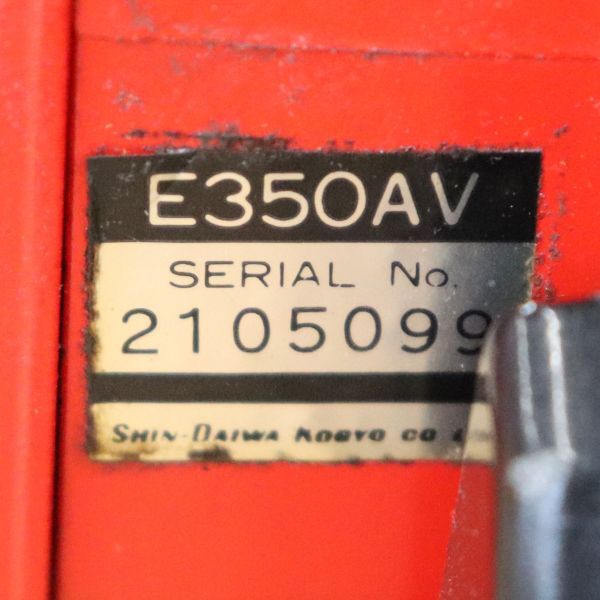 E350AV
SERIAL No.
2105099
SHIN-DAIWA KOGYO CO